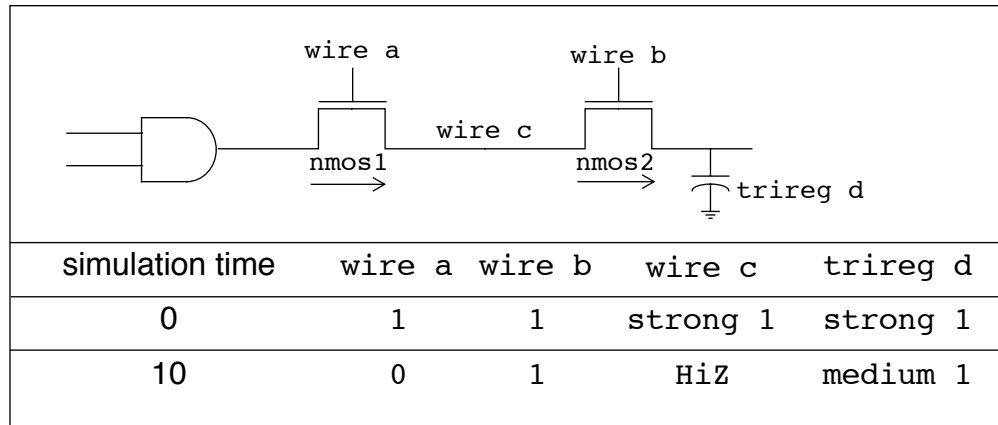 wire a wire b
wire c
nmos1 nmos2
trireg d
simulation time wire a wire b wire c trireg d
0 1 1 strong 1 strong 1
10 0 1 HiZ medium 1